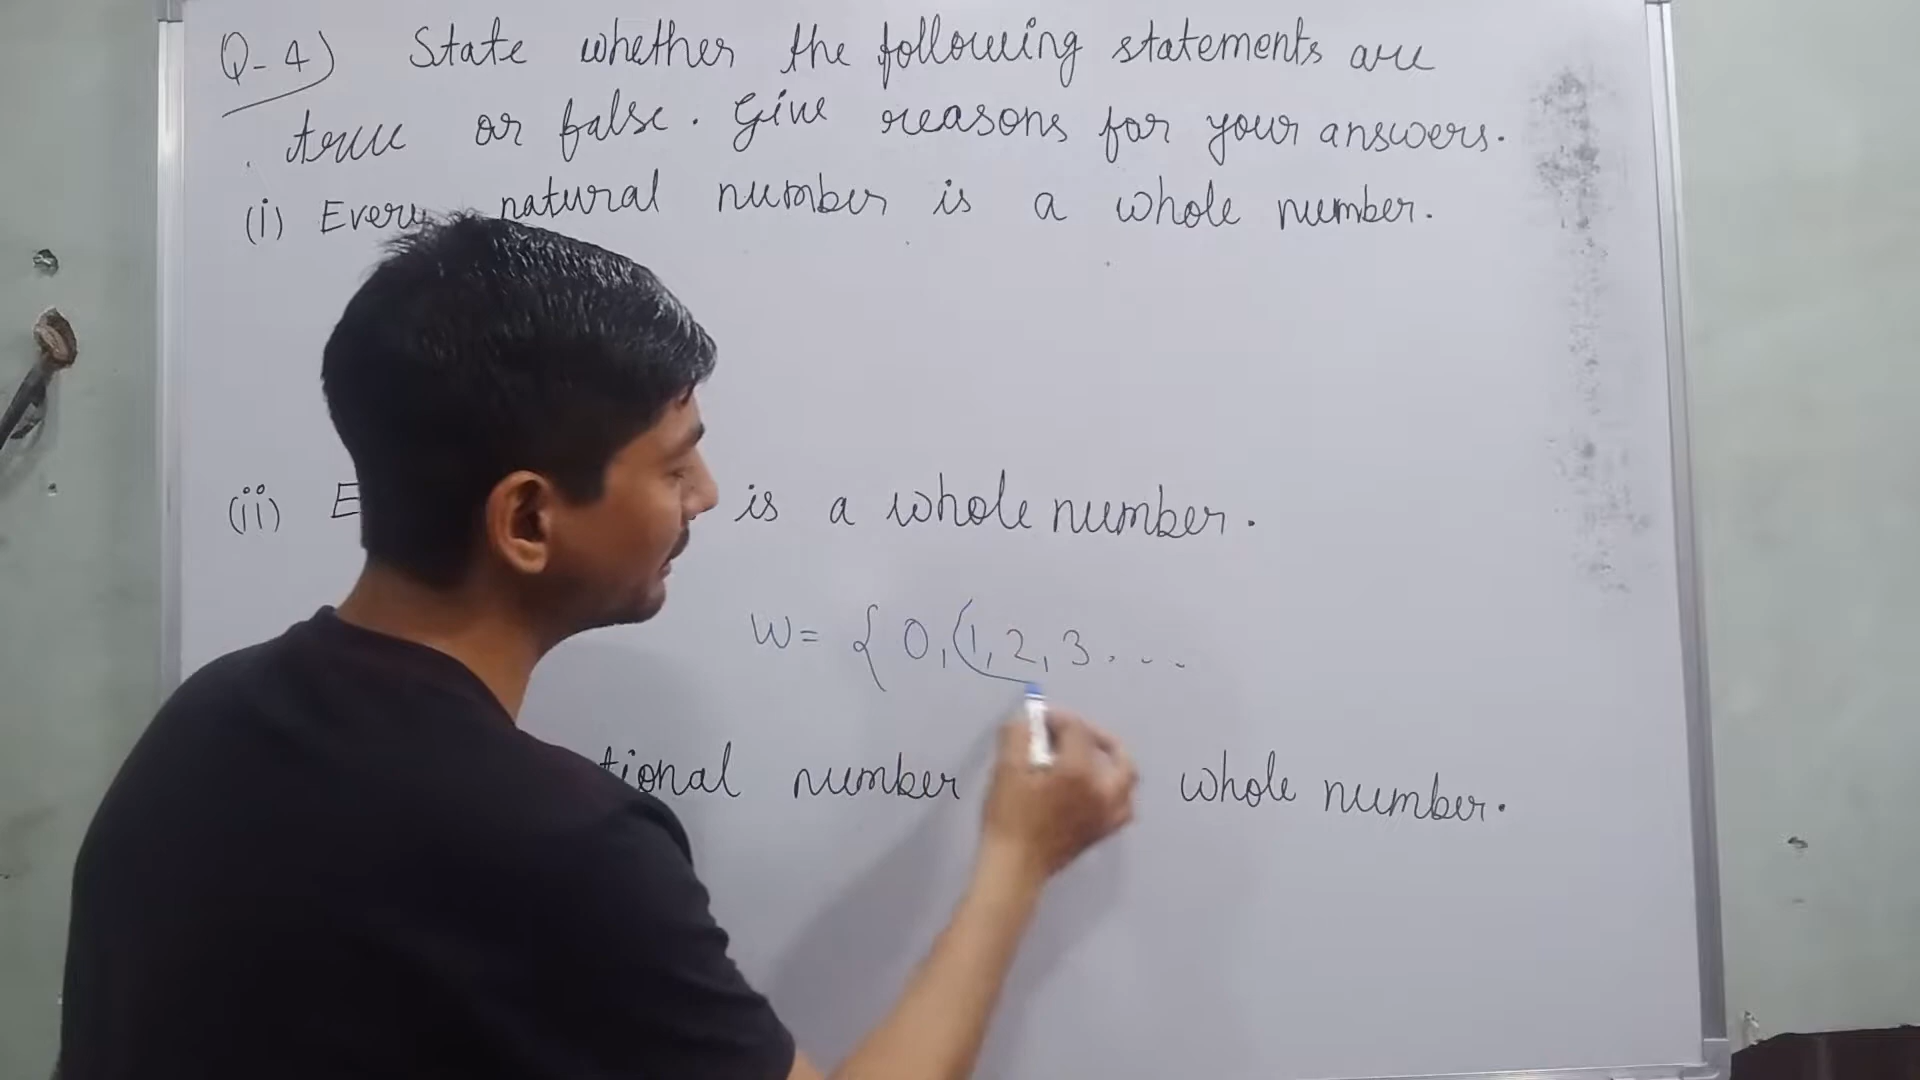 Q-4) State whether the following statements are
true or false. Give reasons for your answers.
(i) Every natural number is a whole number.
(ii) E is a whole number.
W= { 0, (1, 2, 3 . . . .
tional number whole number.